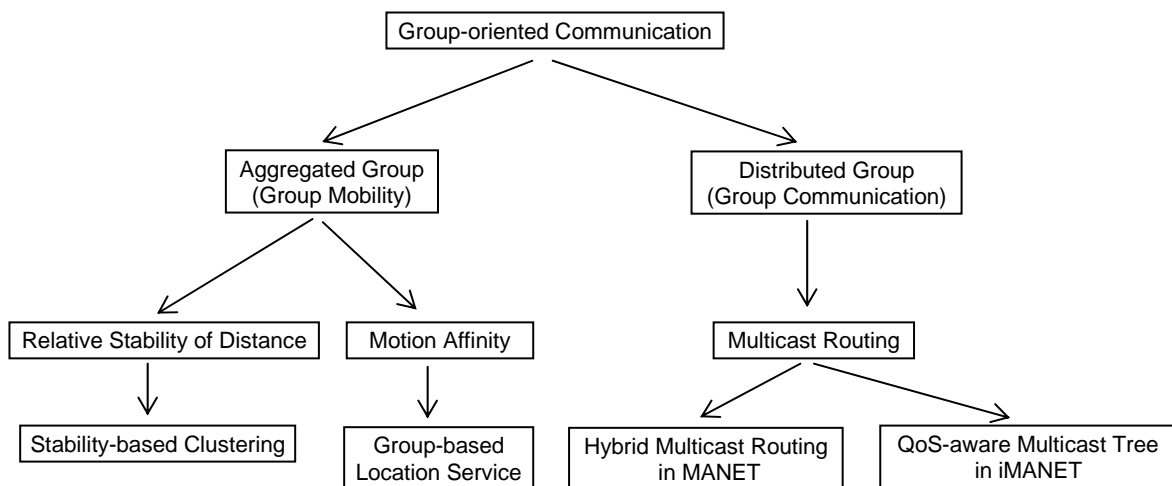 Group-oriented Communication
Aggregated Group
(Group Mobility)
Distributed Group
(Group Communication)
Relative Stability of Distance
Motion Affinity
Multicast Routing
Stability-based Clustering
Group-based
Location Service
Hybrid Multicast Routing
in MANET
QoS-aware Multicast Tree
in iMANET